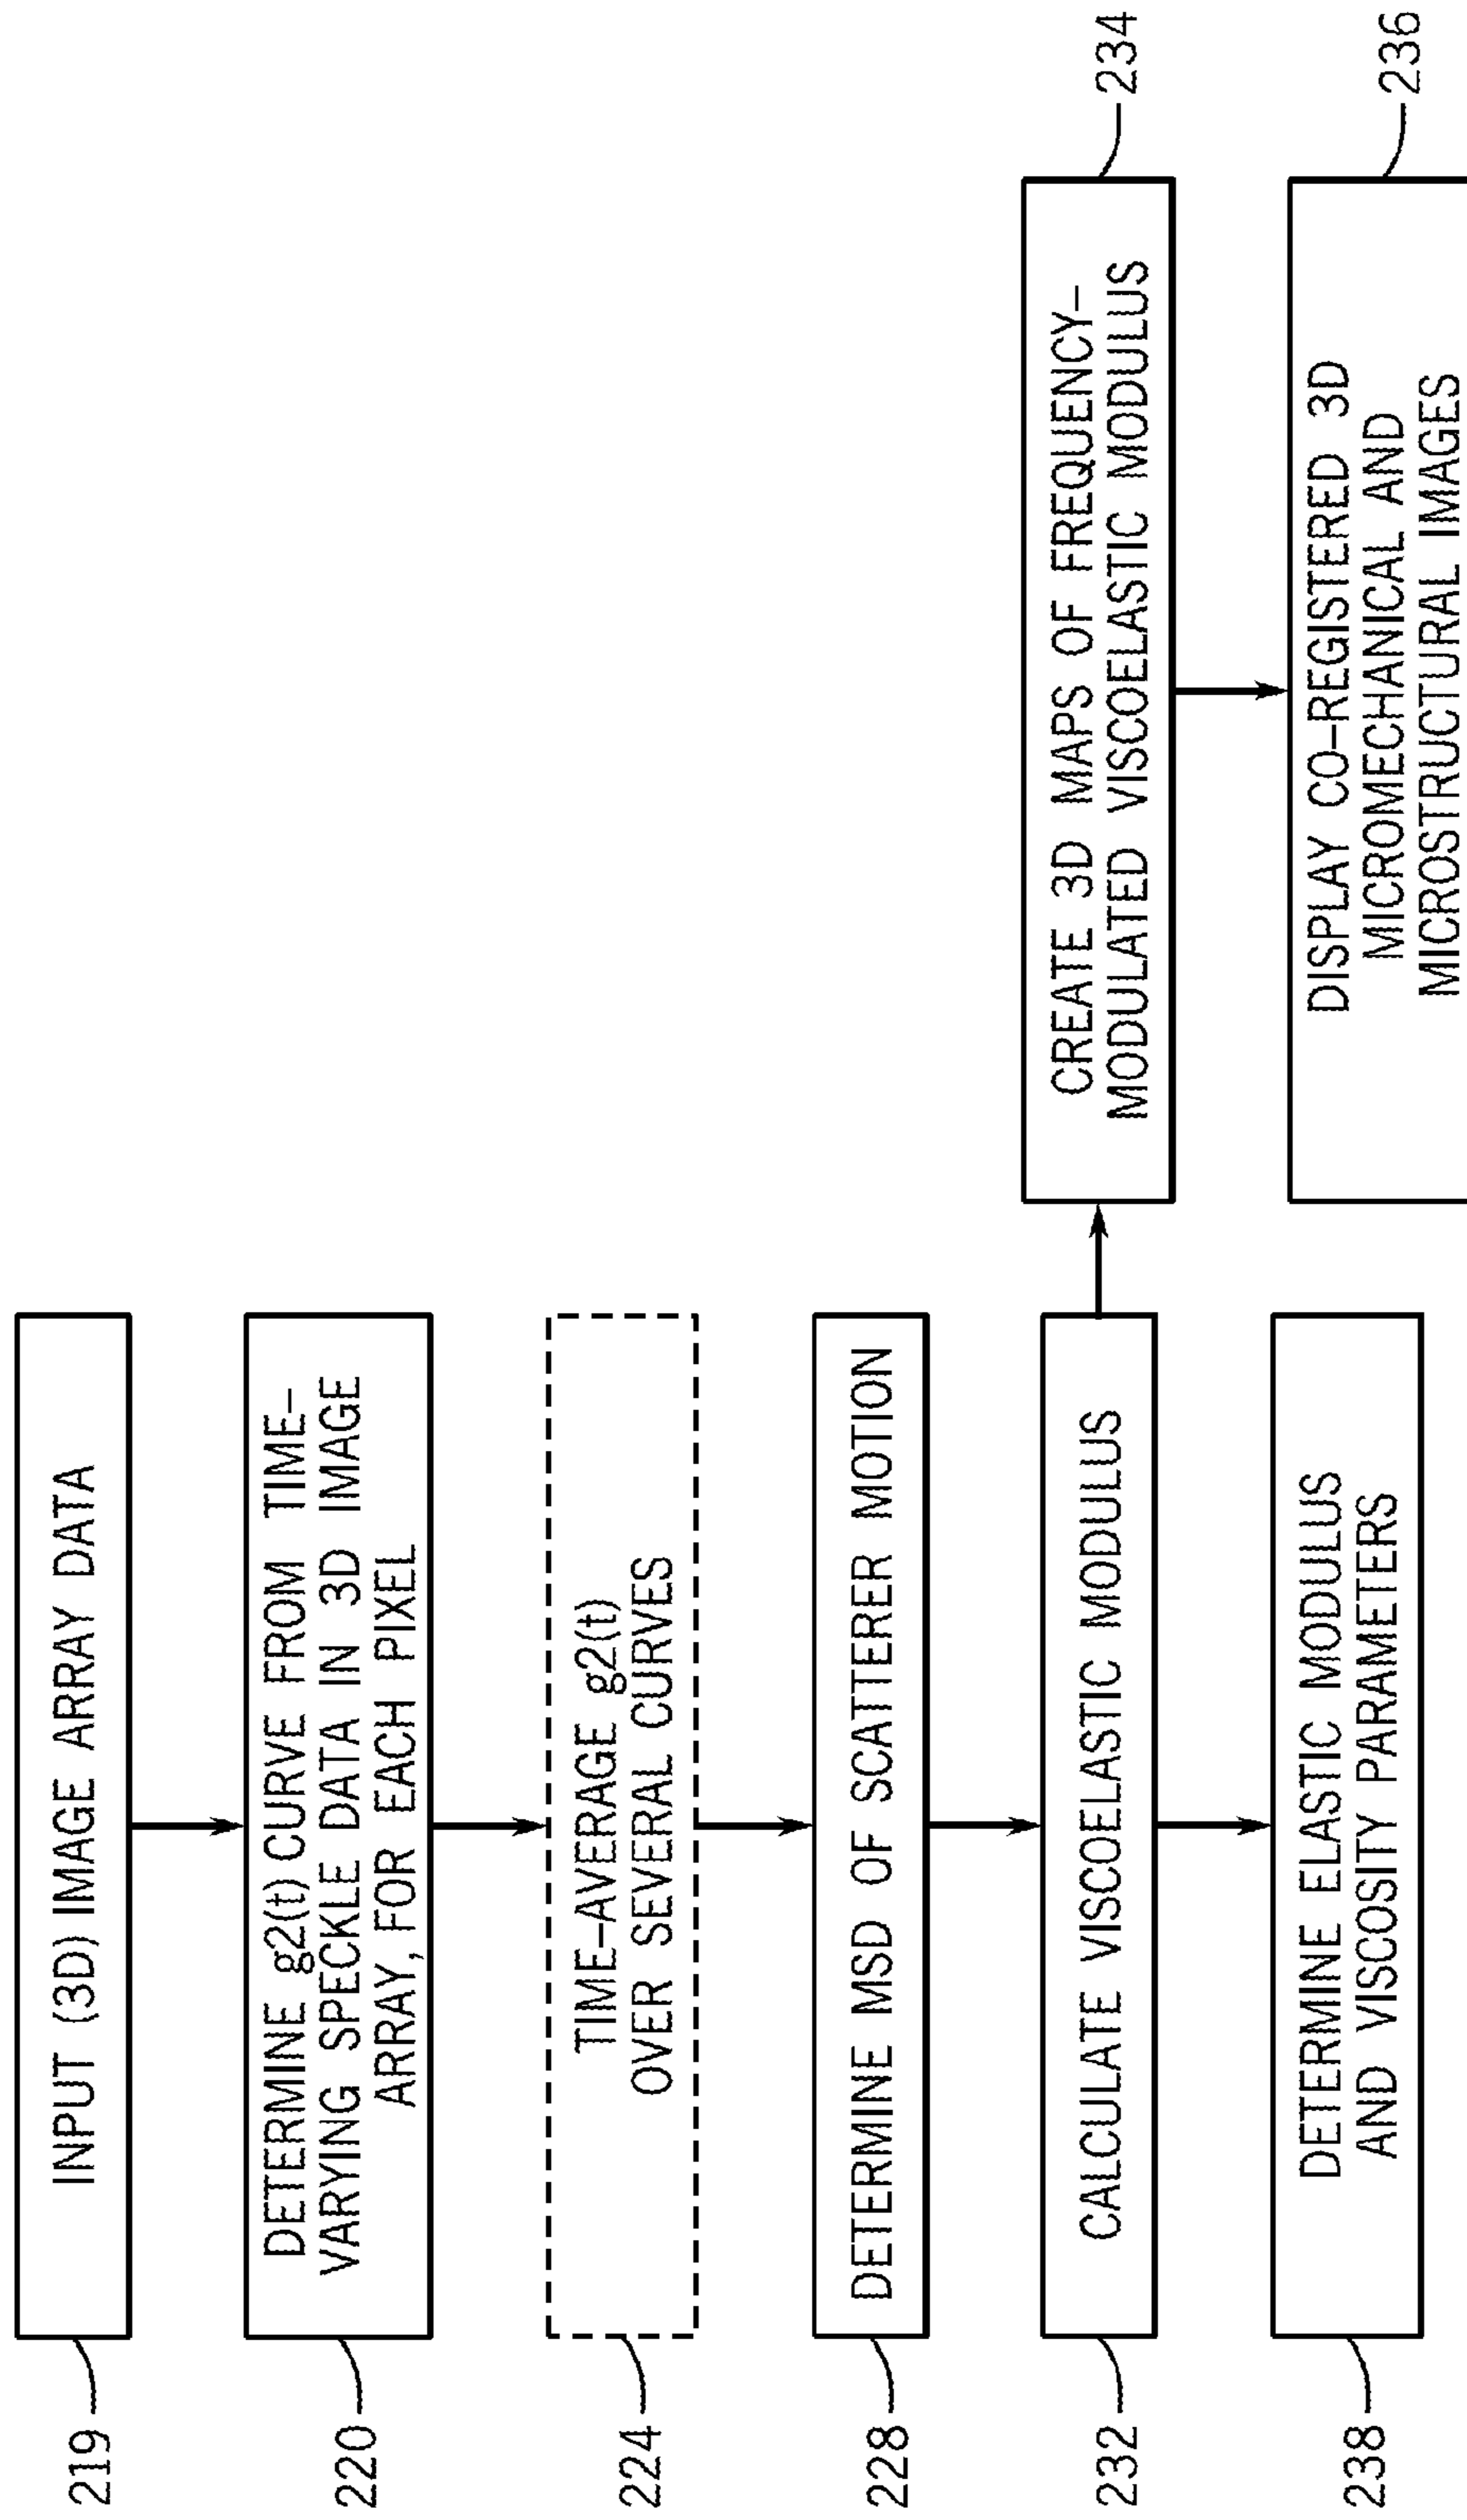 219
INPUT (3D) IMAGE ARRAY DATA
220
DETERMINE g2(t) CURVE FROM TIME-
VARYING SPECKLE DATA IN 3D IMAGE
ARRAY, FOR EACH PIXEL
224
TIME-AVERAGE g2(t)
OVER SEVERAL CURVES
228
DETERMINE MSD OF SCATTERER MOTION
232
CALCULATE VISCOELASTIC MODULUS
234
CREATE 3D MAPS OF FREQUENCY-
MODULATED VISCOELASTIC MODULUS
238
DETERMINE ELASTIC MODULUS
AND VISCOSITY PARAMETERS
236
DISPLAY CO-REGISTERED 3D
MICROMECHANICAL AND
MICROSTRUCTURAL IMAGES